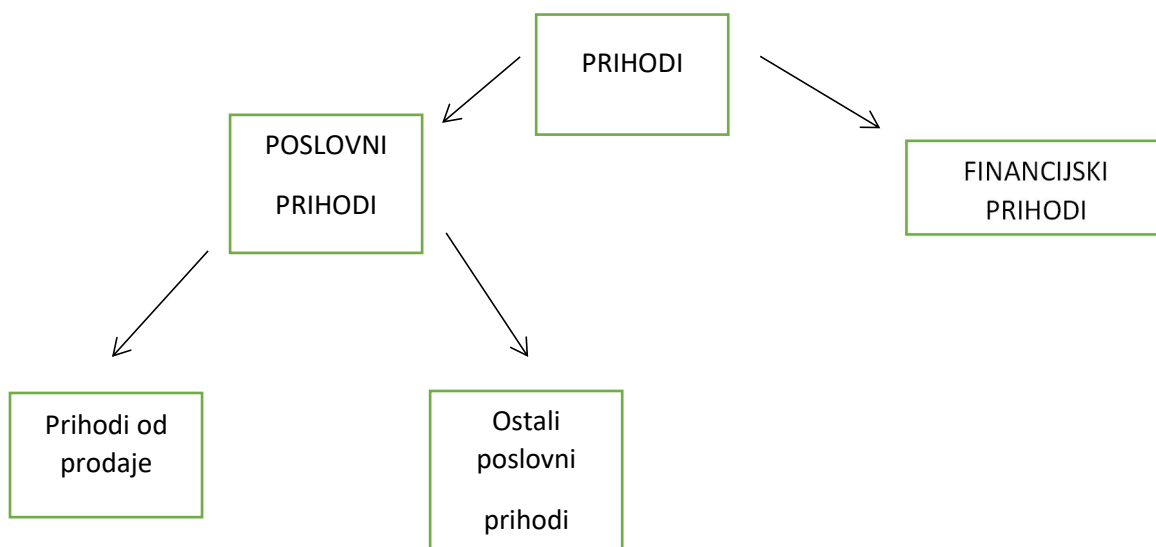 PRIHODI
POSLOVNI
PRIHODI
FINANCIJSKI
PRIHODI
Prihodi od
prodaje
Ostali
poslovni
prihodi